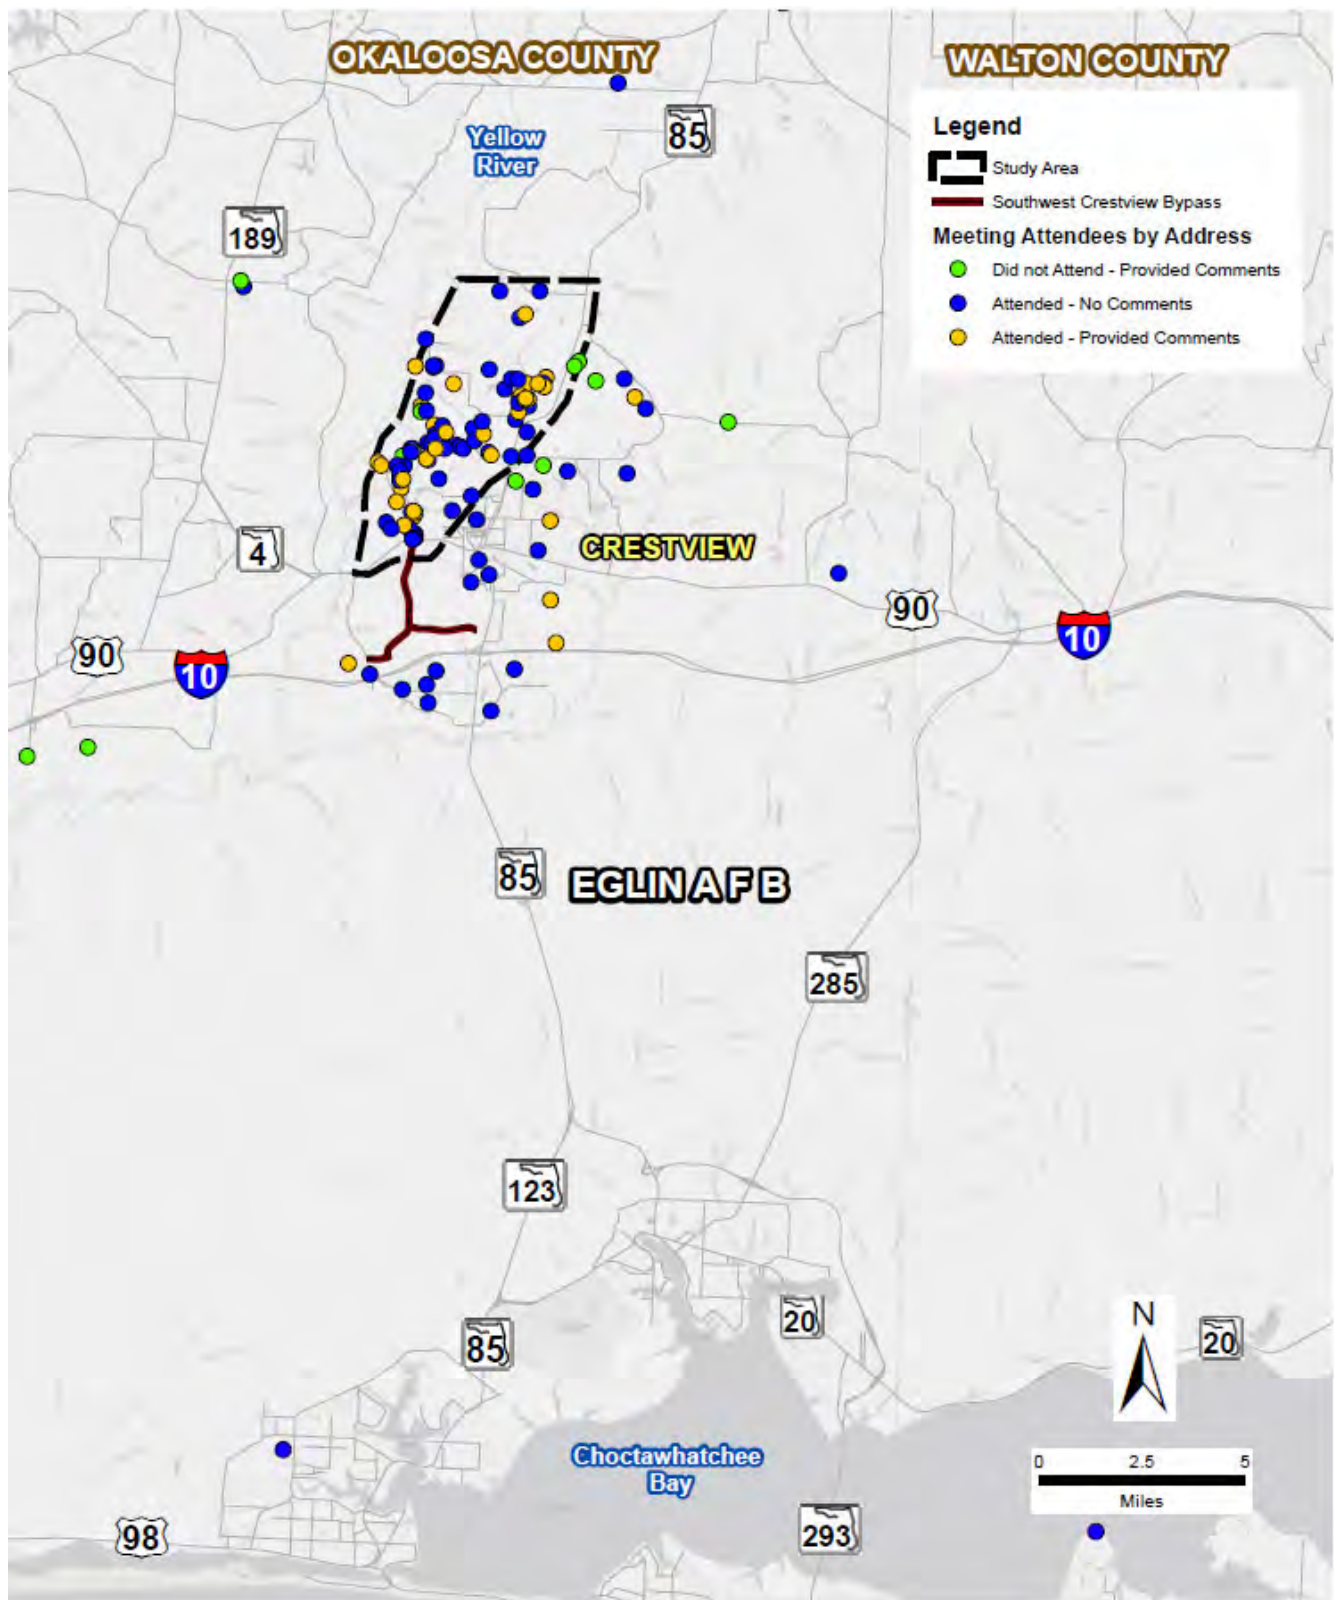 OKALOOSA COUNTY
WALTON COUNTY
Yellow
River
85
Legend
Study Area
Southwest Crestview Bypass
Meeting Attendees by Address
Did not Attend - Provided Comments
Attended - No Comments
Attended - Provided Comments
189
4
CRESTVIEW
90
10
90
10
85
EGLIN A F B
285
123
20
85
N
20
Choctawhatchee
Bay
0 2.5 5
Miles
98
293